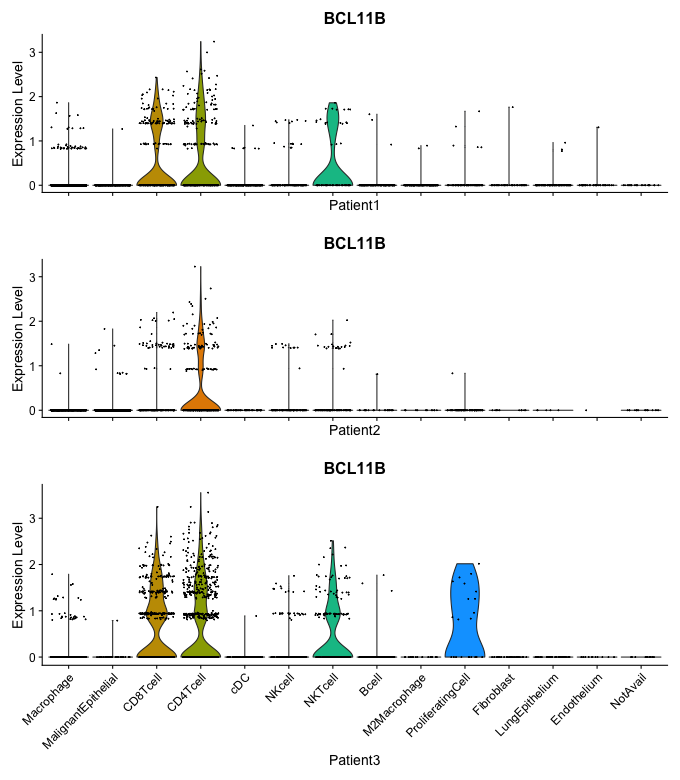 BCL11B
Expression Level
3
2
1
0
Patient1
BCL11B
Expression Level
3
2
1
0
Patient2
BCL11B
Expression Level
3
2
1
0
Macrophage
MalignantEpithelial
CD8Tcell
CD4Tcell
cDC
NKcell
NKTcell
Bcell
M2Macrophage
ProliferatingCell
Fibroblast
LungEpithelium
Endothelium
NotAvail
Patient3